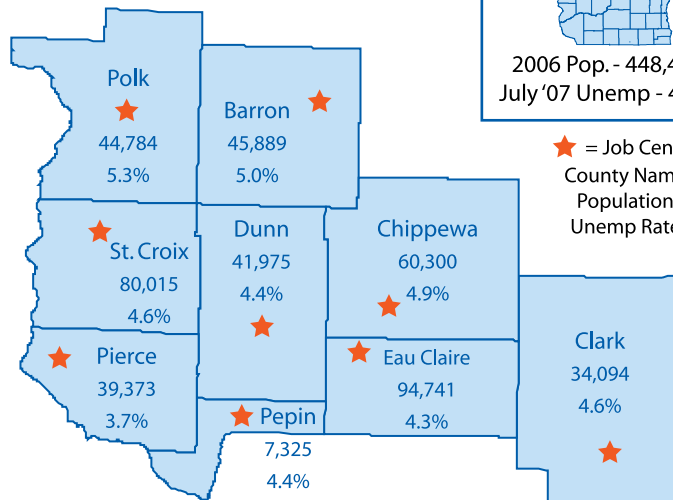 Polk
44,784
5.3%
Barron
45,889
5.0%
2006 Pop. - 448,4
July '07 Unemp - 4
= Job Cen
County Nam
Population
Unemp Rate
St. Croix
80,015
4.6%
Dunn
41,975
4.4%
Chippewa
60,300
4.9%
Pierce
39,373
3.7%
Pepin
7,325
4.4%
Eau Claire
94,741
4.3%
Clark
34,094
4.6%